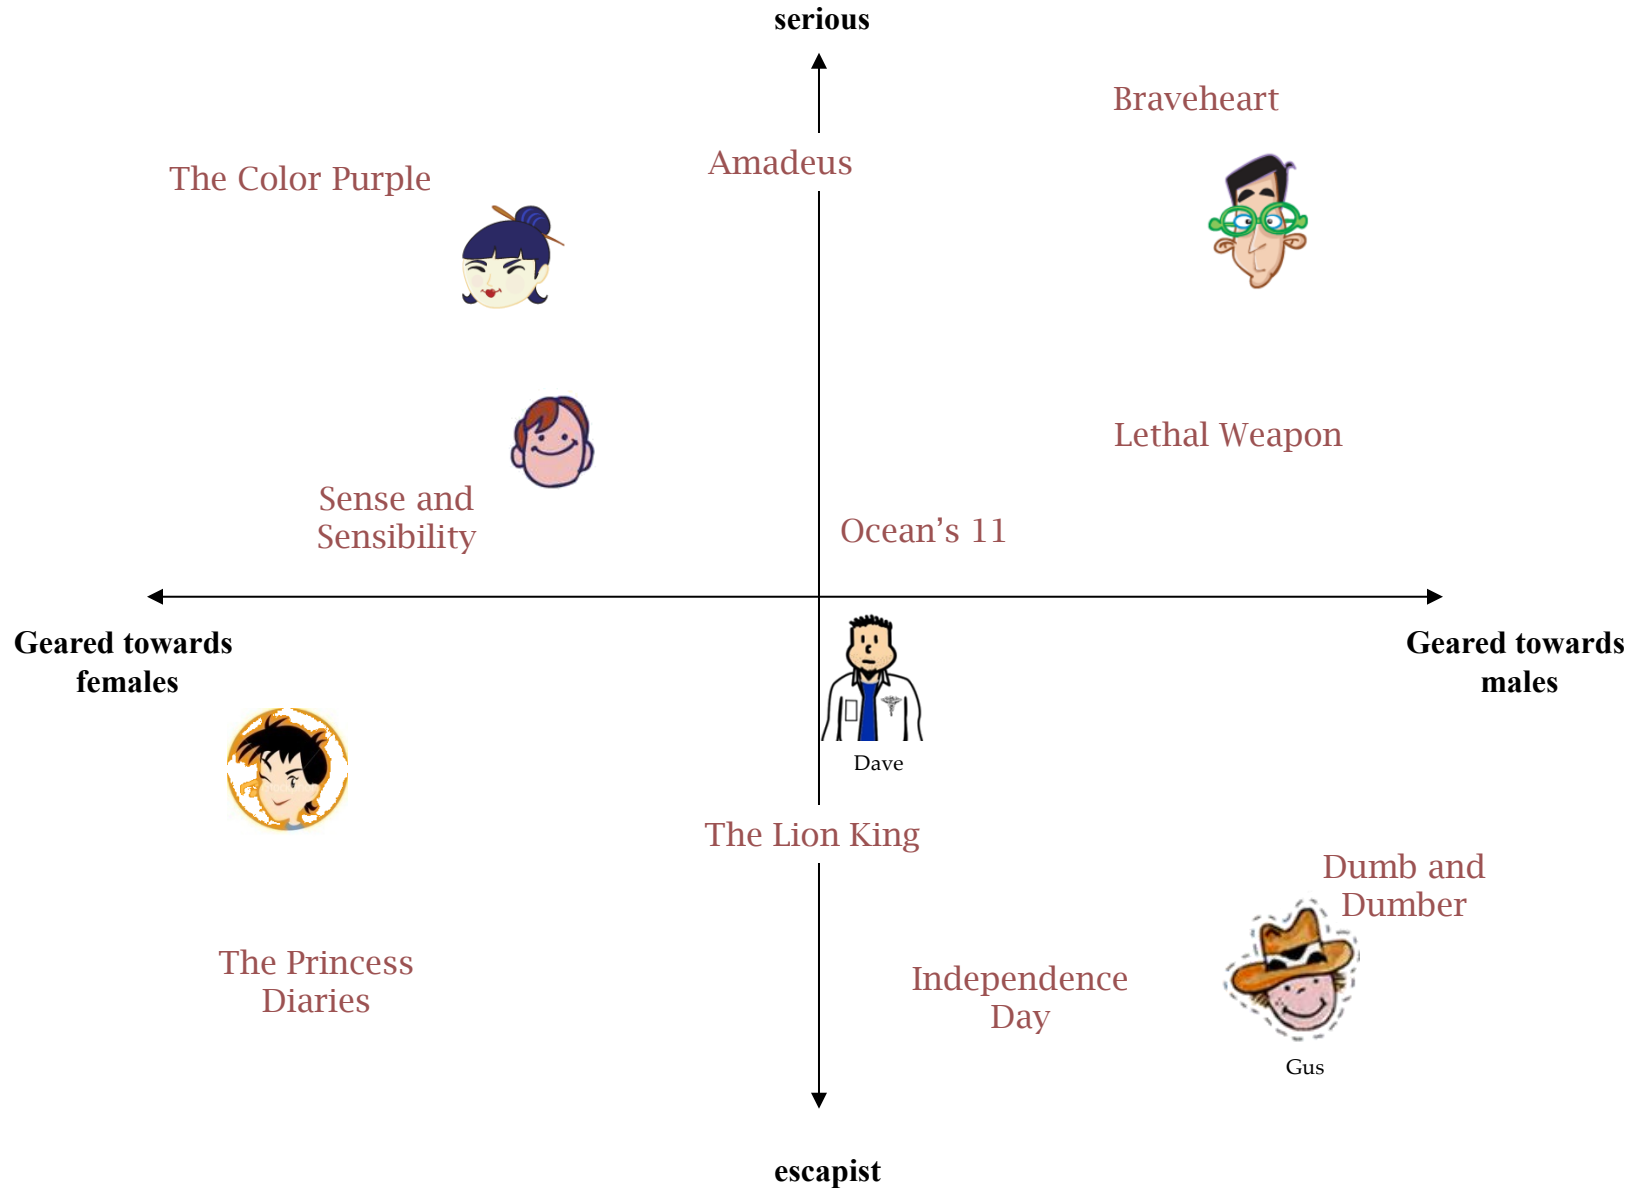 serious
Braveheart
Amadeus
The Color Purple
Lethal Weapon
Sense and
Sensibility
Ocean’s 11
Geared towards
females
Geared towards
males
Dave
The Lion King
Dumb and
Dumber
The Princess
Diaries
Independence
Day
Gus
escapist